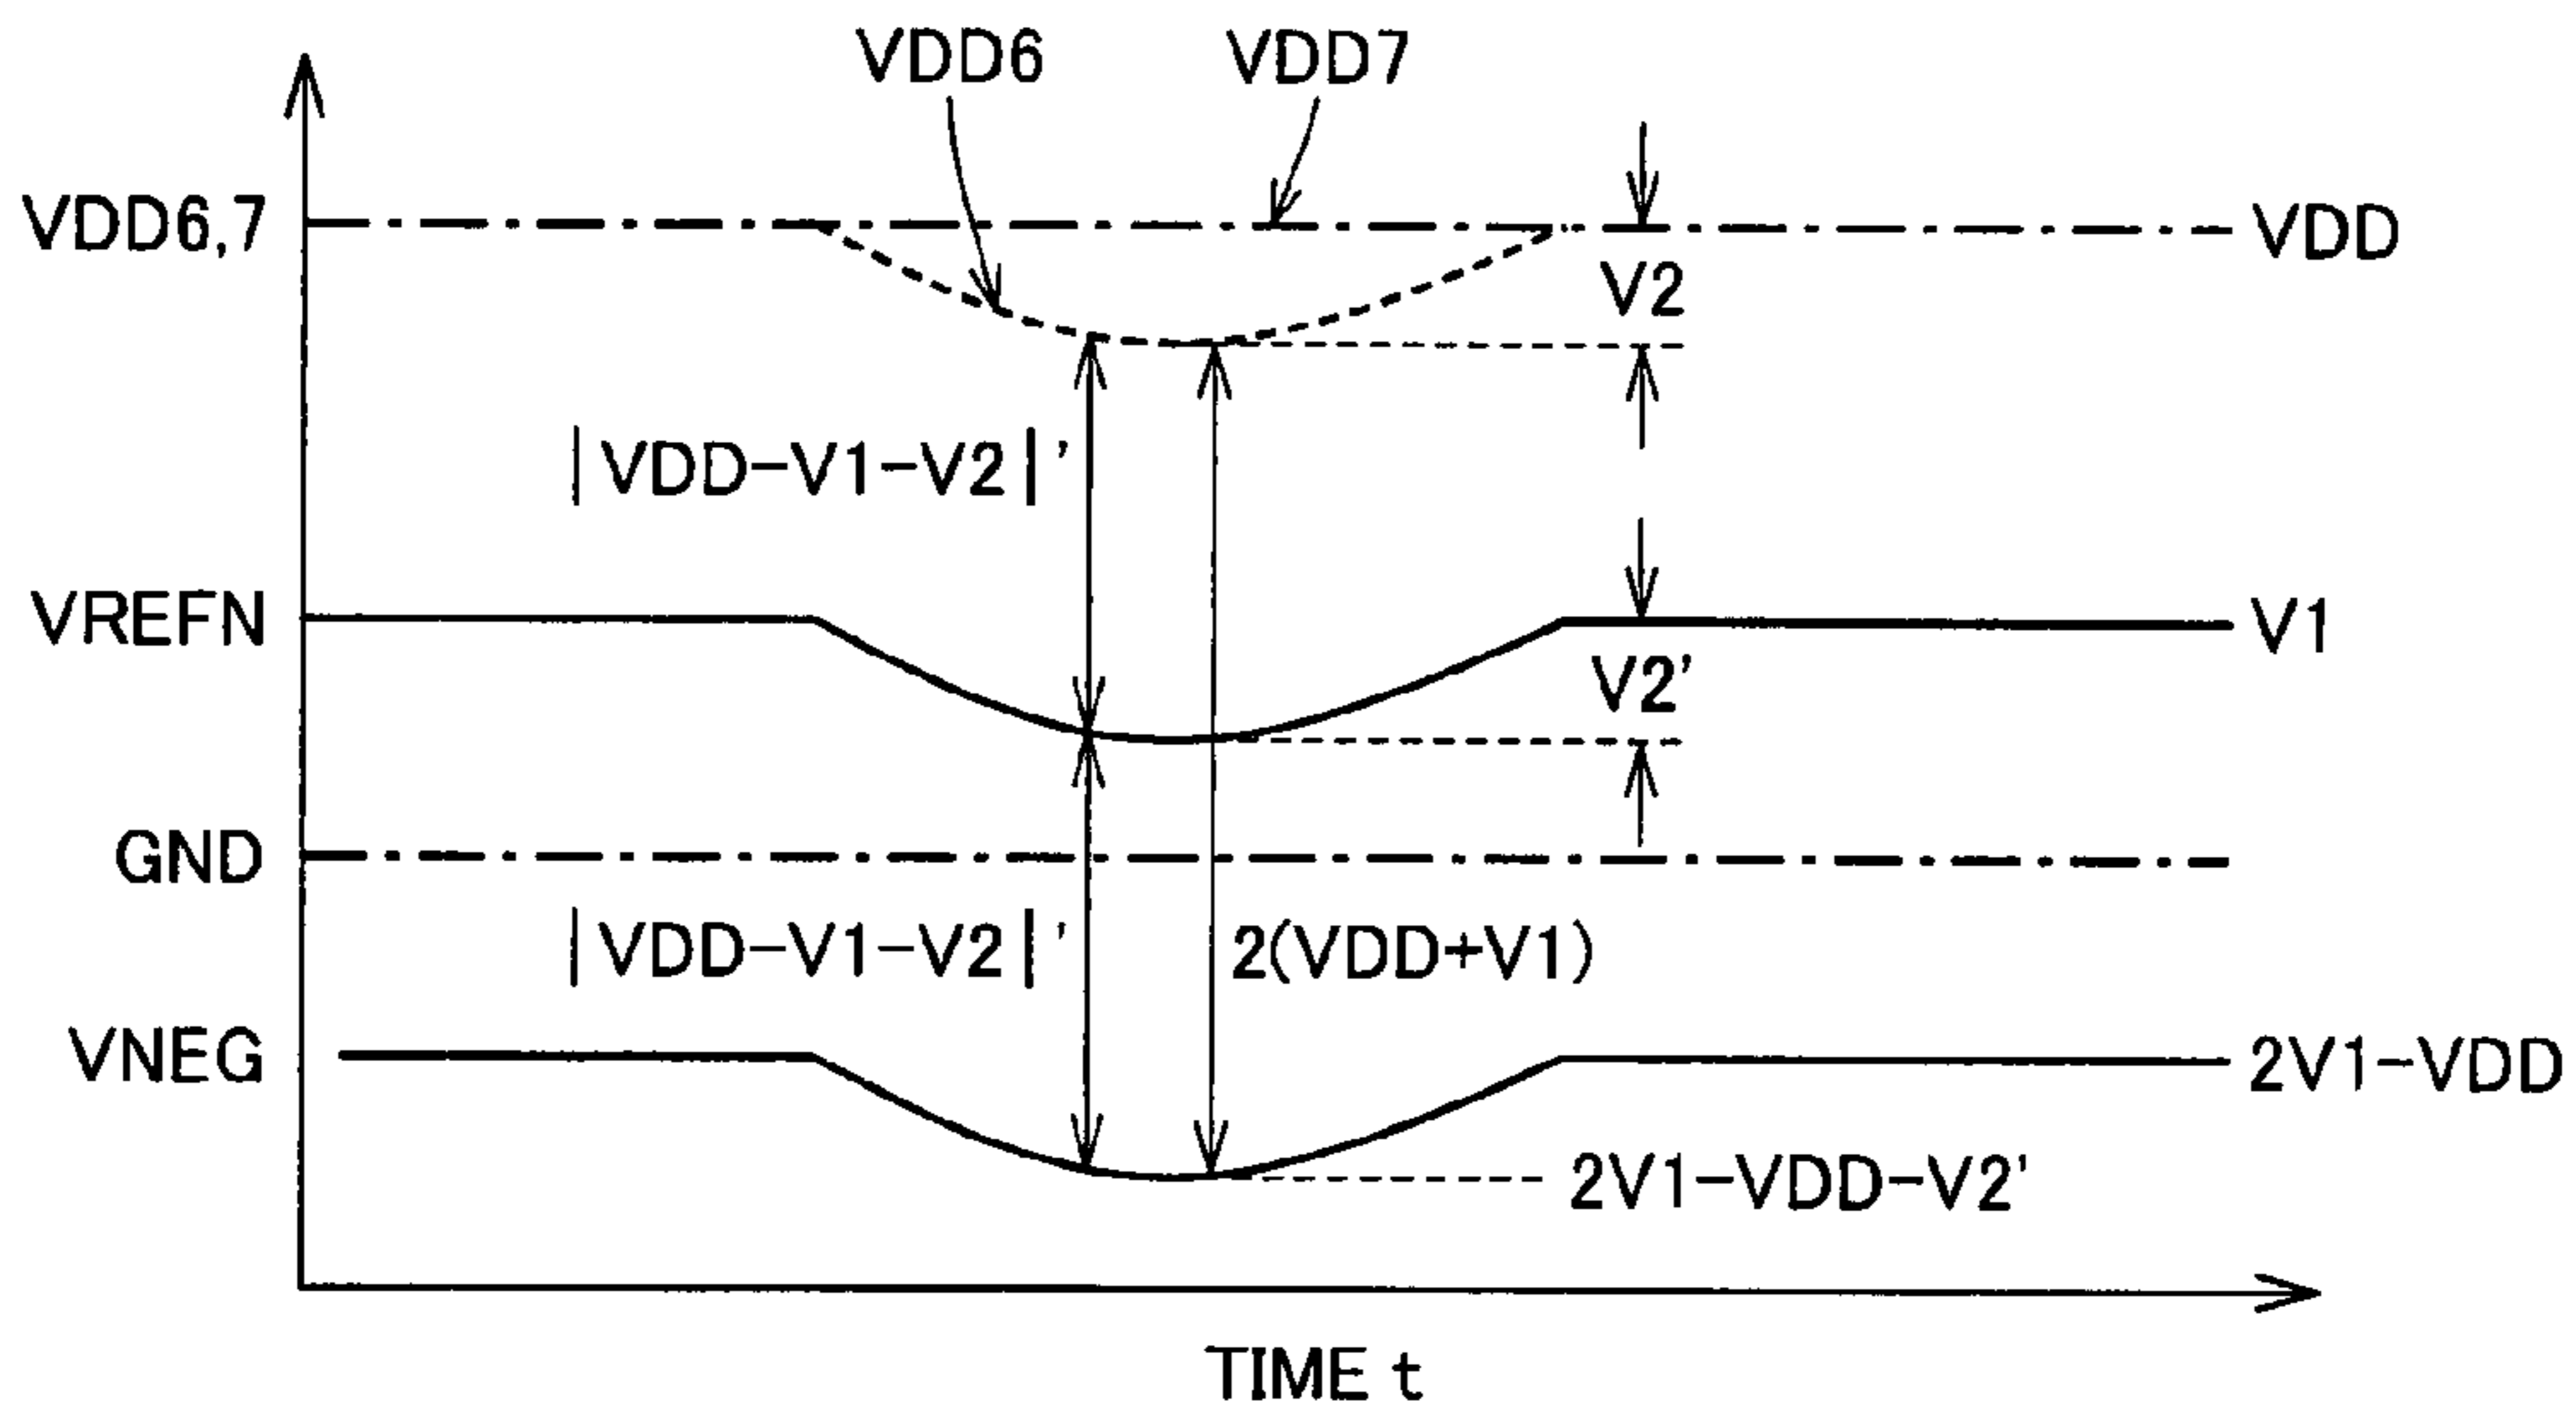 VDD6 VDD7
VDD6,7 VDD
V2
|VDD-V1-V2|'
VREFN V1
V2'
GND
|VDD-V1-V2|' 2(VDD+V1)
VNEG 2V1-VDD
2V1-VDD-V2'
TIME t